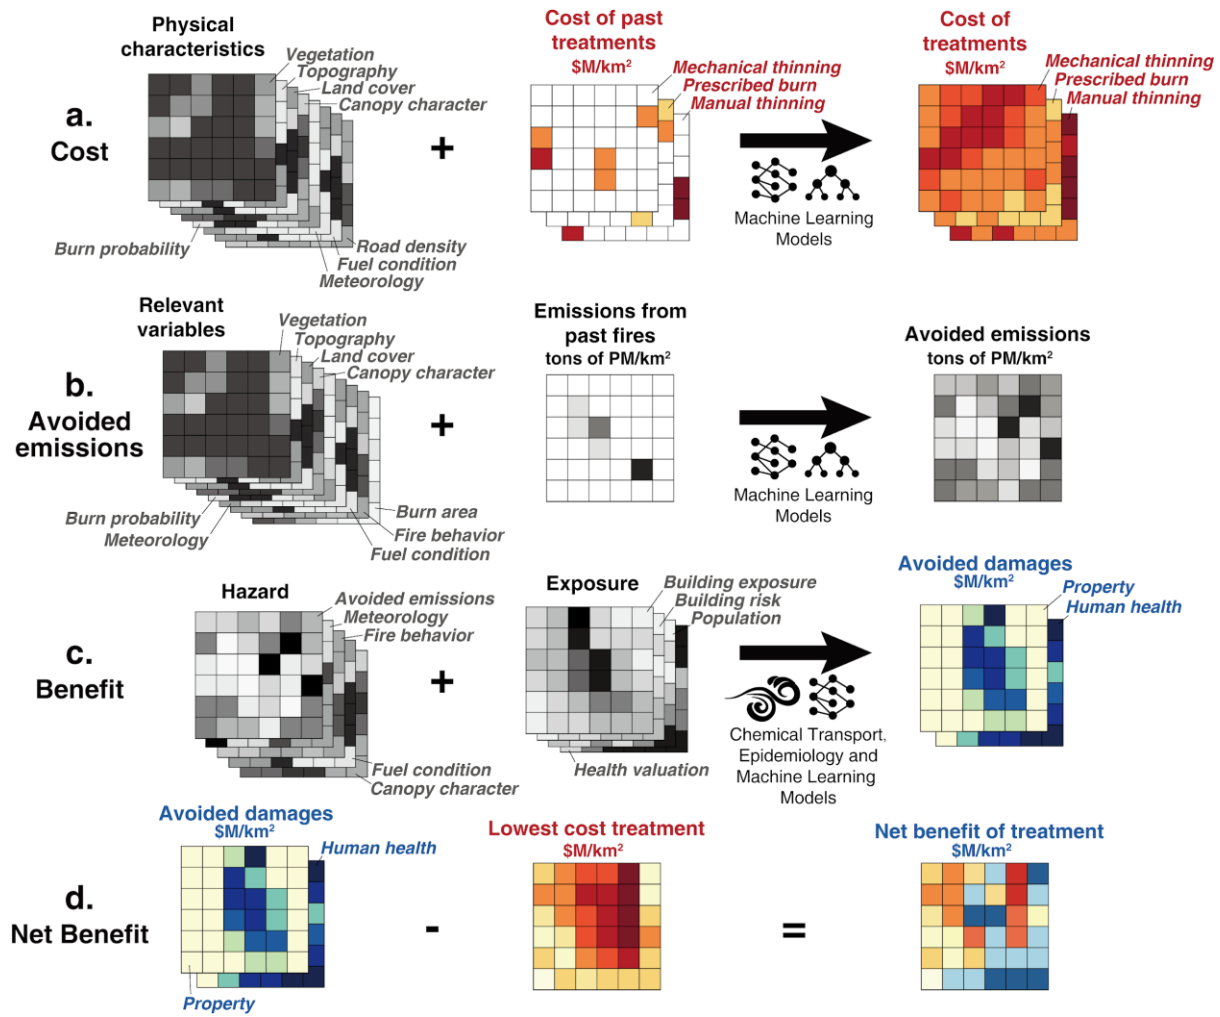 Physical
characteristics
Vegetation
Topography
Land cover
Canopy character
Burn probability
Road density
Fuel condition
Meteorology
a.
Cost
+
Cost of past
treatments
$M/km²
Mechanical thinning
Prescribed burn
Manual thinning
Machine Learning
Models
Cost of
treatments
$M/km²
Mechanical thinning
Prescribed burn
Manual thinning
Relevant
variables
Vegetation
Topography
Land cover
Canopy character
Burn probability
Meteorology
Burn area
Fire behavior
Fuel condition
b.
Avoided
emissions
+
Emissions from
past fires
tons of PM/km²
Machine Learning
Models
Avoided emissions
tons of PM/km²
Hazard
Avoided emissions
Meteorology
Fire behavior
Fuel condition
Canopy character
c.
Benefit
+
Exposure
Building exposure
Building risk
Population
Health valuation
Chemical Transport,
Epidemiology and
Machine Learning
Models
Avoided damages
$M/km²
Property
Human health
d.
Net Benefit
Avoided damages
$M/km²
Human health
Property
-
Lowest cost treatment
$M/km²
=
Net benefit of treatment
$M/km²